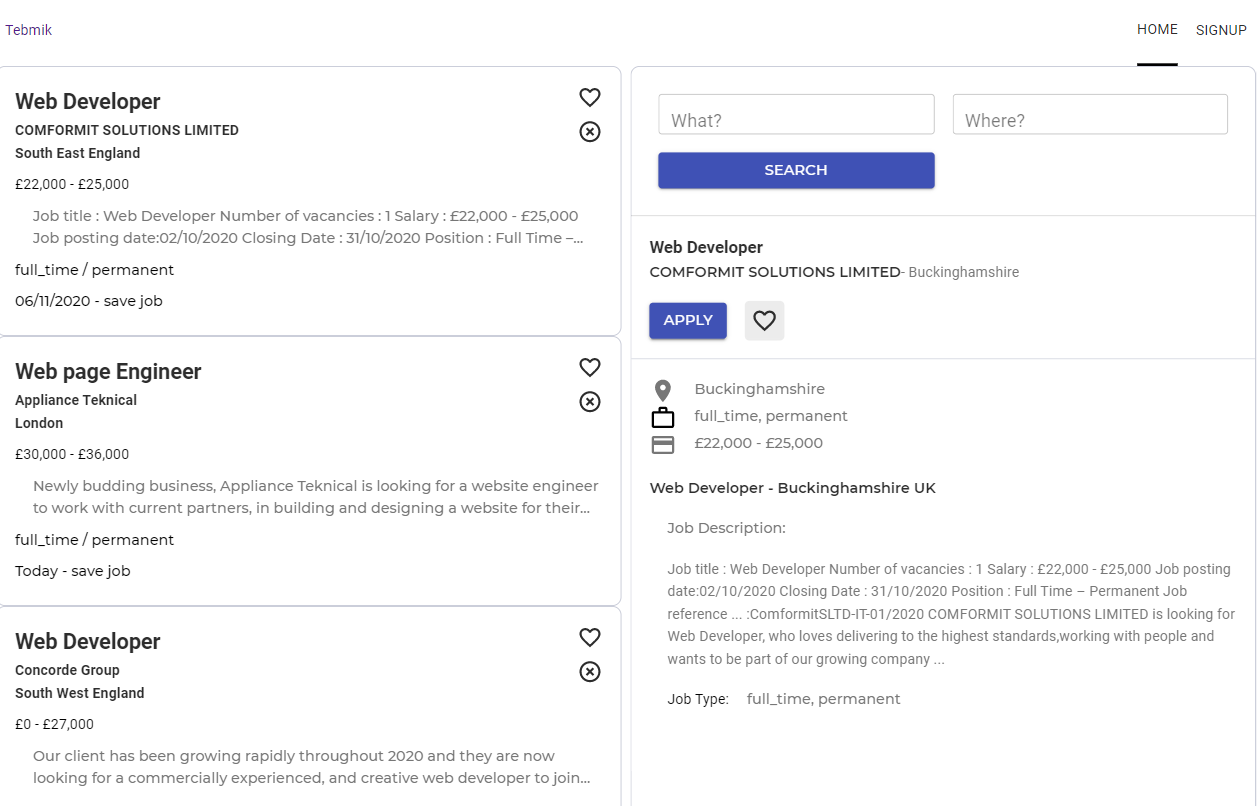 Tebmik
HOME
SIGNUP
Web Developer
COMFORMIT SOLUTIONS LIMITED
South East England
£22,000 - £25,000
Job title : Web Developer Number of vacancies : 1 Salary : £22,000 - £25,000
Job posting date:02/10/2020 Closing Date : 31/10/2020 Position : Full Time –...
full_time / permanent
06/11/2020 - save job
Web page Engineer
Appliance Teknical
London
£30,000 - £36,000
Newly budding business, Appliance Teknical is looking for a website engineer
to work with current partners, in building and designing a website for their...
full_time / permanent
Today - save job
Web Developer
Concorde Group
South West England
£0 - £27,000
Our client has been growing rapidly throughout 2020 and they are now
looking for a commercially experienced, and creative web developer to join...
What?
Where?
SEARCH
Web Developer
COMFORMIT SOLUTIONS LIMITED- Buckinghamshire
APPLY
Buckinghamshire
full_time, permanent
£22,000 - £25,000
Web Developer - Buckinghamshire UK
Job Description:
Job title : Web Developer Number of vacancies : 1 Salary : £22,000 - £25,000 Job posting
date:02/10/2020 Closing Date : 31/10/2020 Position : Full Time – Permanent Job
reference ... :ComformitSLTD-IT-01/2020 COMFORMIT SOLUTIONS LIMITED is looking for
Web Developer, who loves delivering to the highest standards,working with people and
wants to be part of our growing company ...
Job Type: full_time, permanent